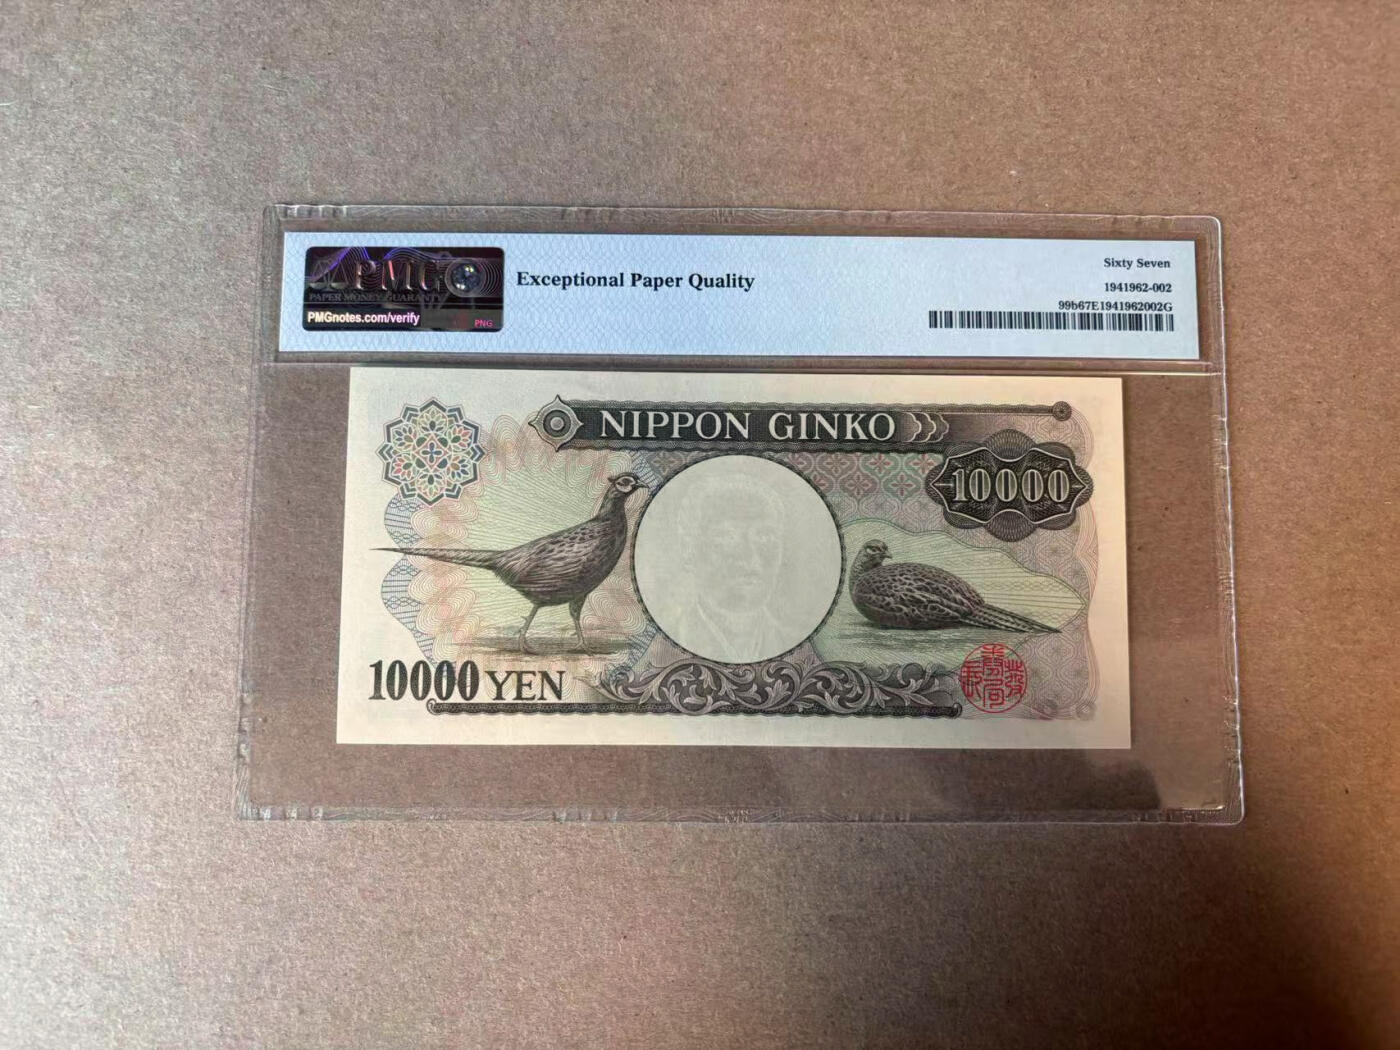 PMG
PAPER MONEY GUARANTY
PMGnotes.com/verify
PNG
Exceptional Paper Quality
Sixty Seven
1941962-002
99b67E1941962002G
NIPPON GINKO
10000
10000 YEN